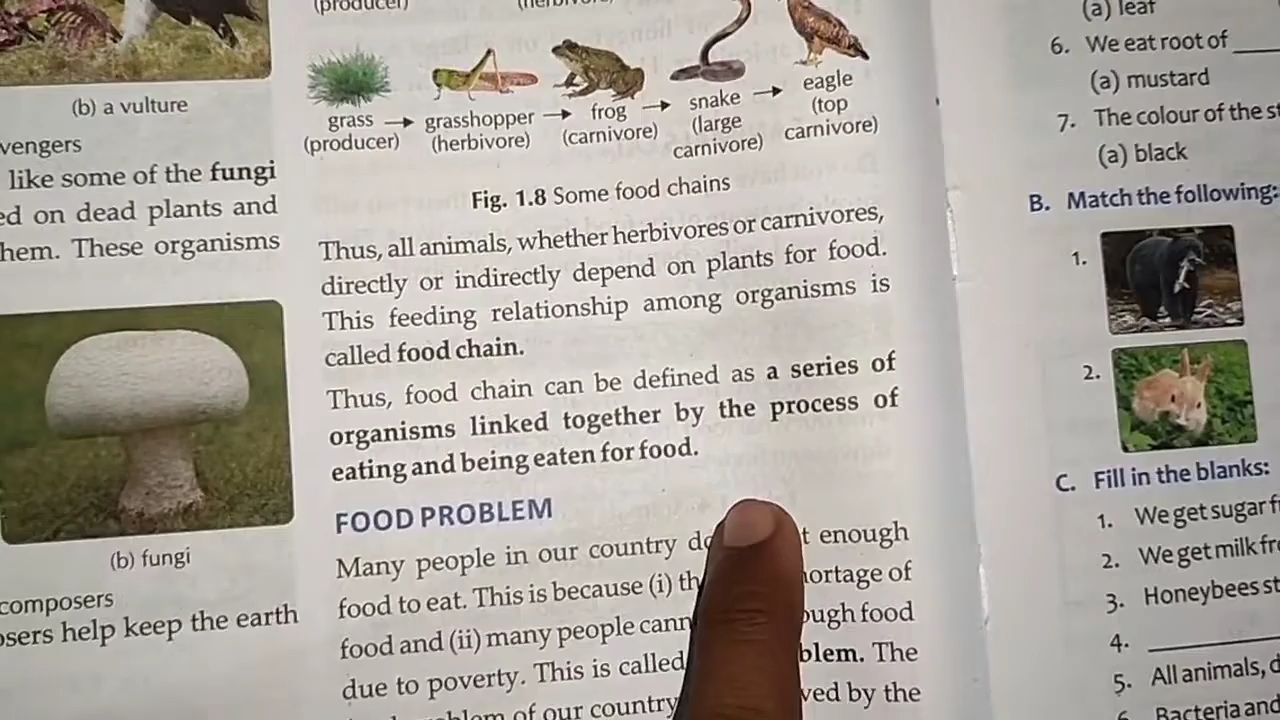 (b) a vulture
vengers
like some of the fungi
ed on dead plants and
hem. These organisms
(b) fungi
composers
osers help keep the earth
(producer)
grass → grasshopper → frog → snake → eagle
(producer) (herbivore) (carnivore) (large carnivore) (top carnivore)
Fig. 1.8 Some food chains
Thus, all animals, whether herbivores or carnivores,
directly or indirectly depend on plants for food.
This feeding relationship among organisms is
called food chain.
Thus, food chain can be defined as a series of
organisms linked together by the process of
eating and being eaten for food.
FOOD PROBLEM
Many people in our country enough
food to eat. This is because (i) ortage of
food and (ii) many people ough food
due to poverty. This is called blem. The
of our country ved by the
(a) leaf
6. We eat root of
(a) mustard
7. The colour of the
(a) black
B. Match the following:
1.
2.
C. Fill in the blanks:
1. We get sugar
2. We get milk
3. Honeybees
4.
5. All animals,
6. Bacteria and